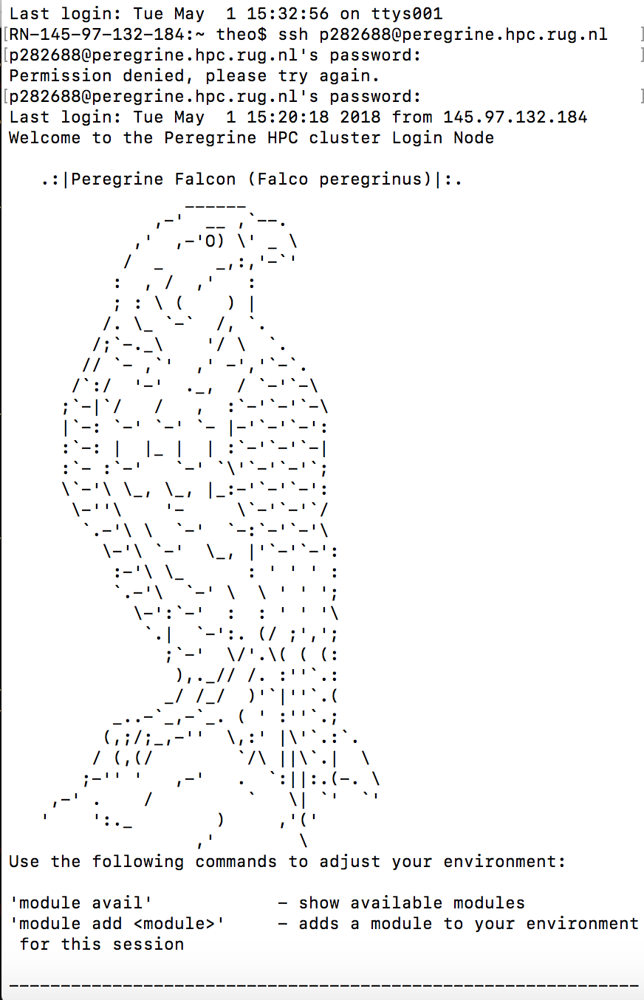 Last login: Tue May  1 15:32:56 on ttys001
[RN-145-97-132-184:~ theo$ ssh p282688@peregrine.hpc.rug.nl   ]
[p282688@peregrine.hpc.rug.nl's password:                     ]
Permission denied, please try again.
[p282688@peregrine.hpc.rug.nl's password:                     ]
Last login: Tue May  1 15:20:18 2018 from 145.97.132.184
Welcome to the Peregrine HPC cluster Login Node
.:|Peregrine Falcon (Falco peregrinus)|:.
Use the following commands to adjust your environment:
'module avail'            - show available modules
'module add <module>'     - adds a module to your environment
 for this session